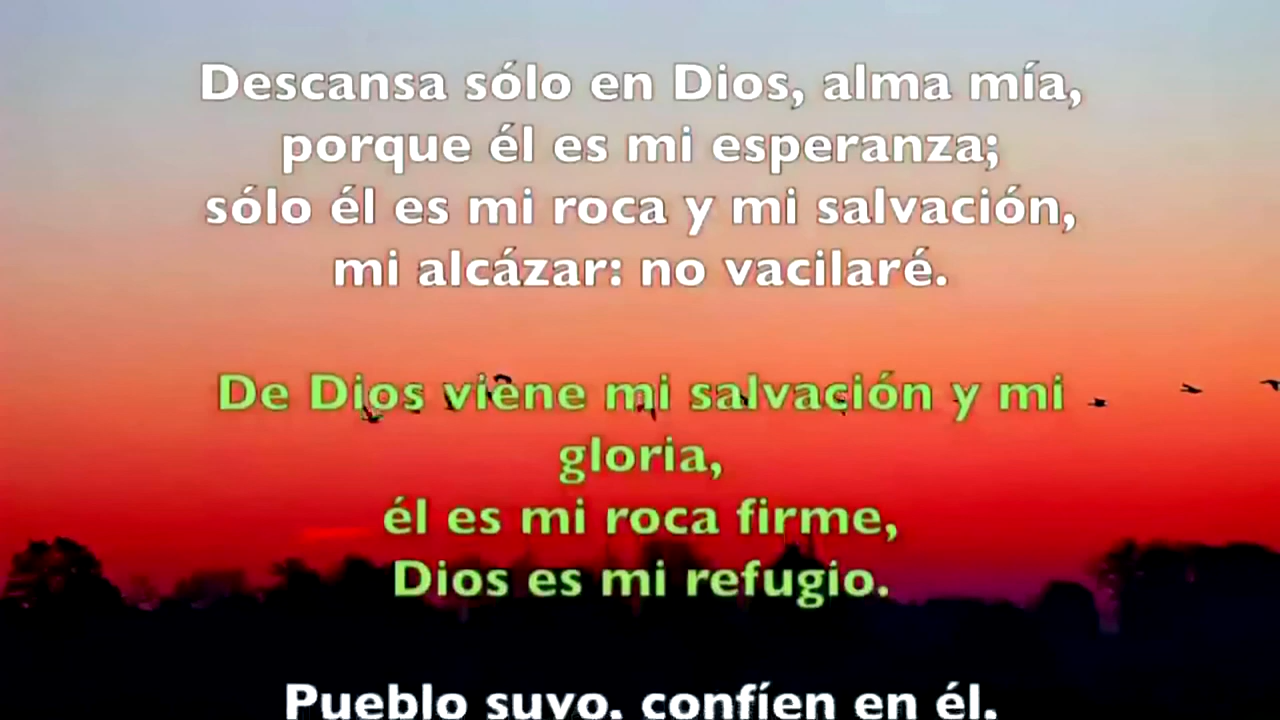 Descansa sólo en Dios, alma mía,
porque él es mi esperanza;
sólo él es mi roca y mi salvación,
mi alcázar: no vacilaré.
De Dios viene mi salvación y mi
gloria,
él es mi roca firme,
Dios es mi refugio.
Pueblo suyo, confíen en él,